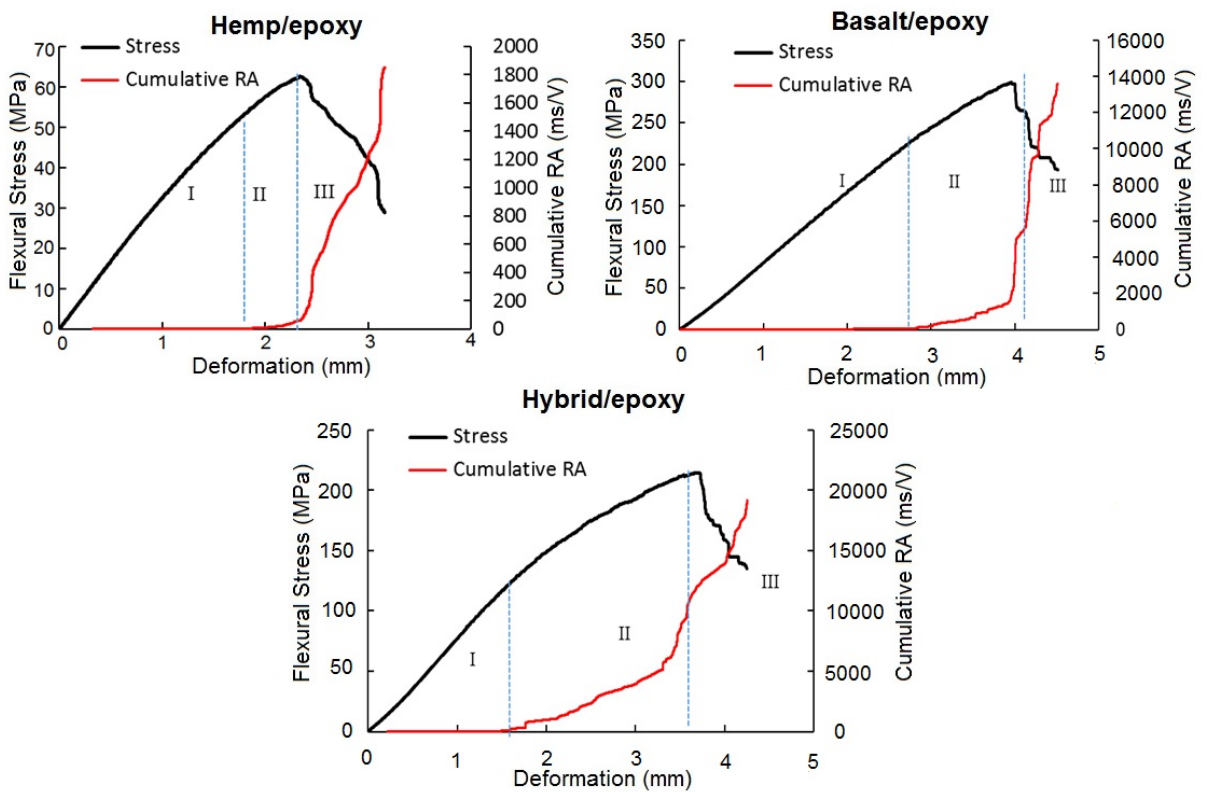 Hemp/epoxy
Stress
Cumulative RA
Flexural Stress (MPa)
70
60
50
40
30
20
10
0
I
II
III
2000
1800
1600
1400
1200
1000
800
600
400
200
0
Cumulative RA (ms/V)
0 1 2 3 4
Deformation (mm)
Basalt/epoxy
Stress
Cumulative RA
Flexural Stress (MPa)
350
300
250
200
150
100
50
0
I
II
III
16000
14000
12000
10000
8000
6000
4000
2000
0
Cumulative RA (ms/V)
0 1 2 3 4 5
Deformation (mm)
Hybrid/epoxy
Stress
Cumulative RA
Flexural Stress (MPa)
250
200
150
100
50
0
I
II
III
25000
20000
15000
10000
5000
0
Cumulative RA (ms/V)
0 1 2 3 4 5
Deformation (mm)